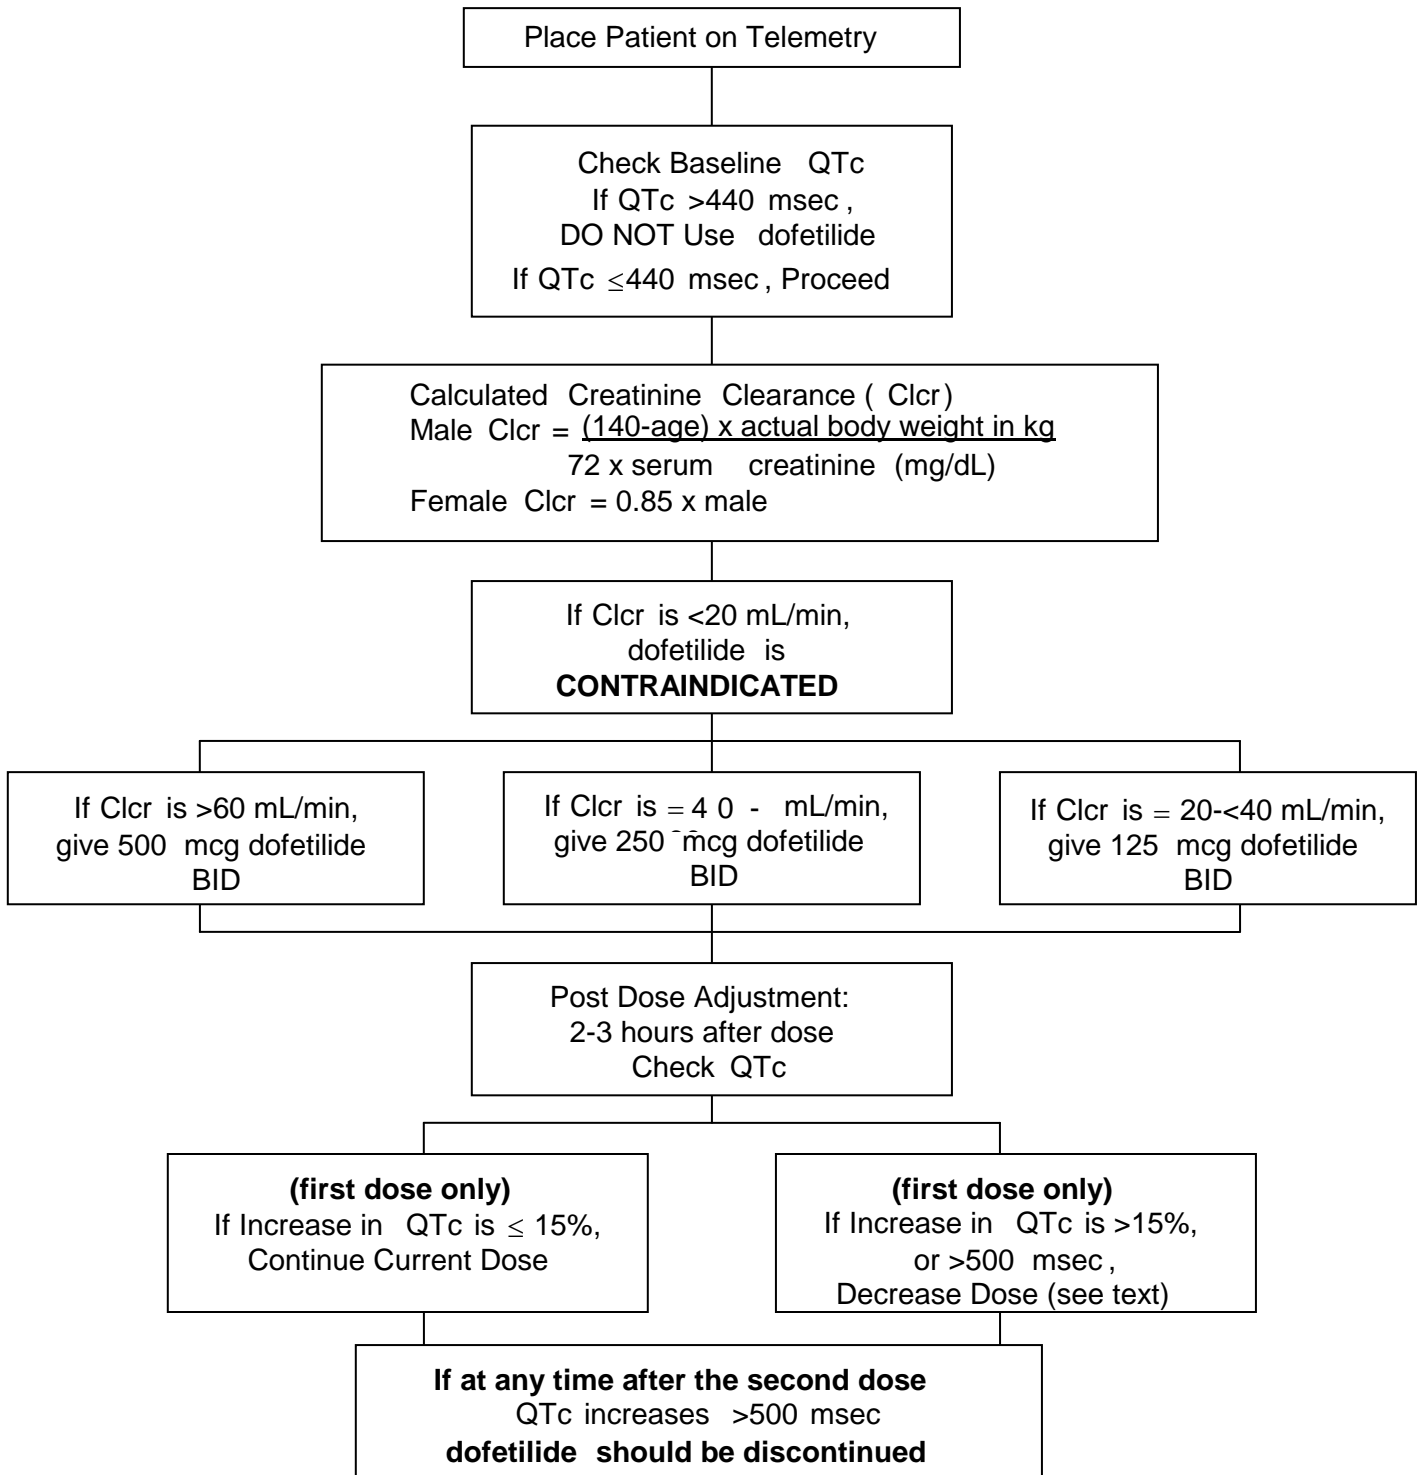 Place Patient on Telemetry
Check Baseline QTc
If QTc >440 msec,
DO NOT Use dofetilide
If QTc ≤440 msec, Proceed
Calculated Creatinine Clearance ( Clcr)
Male Clcr = (140-age) x actual body weight in kg
72 x serum creatinine (mg/dL)
Female Clcr = 0.85 x male
If Clcr is <20 mL/min,
dofetilide is
CONTRAINDICATED
If Clcr is >60 mL/min,
give 500 mcg dofetilide
BID
If Clcr is = 4 0 - mL/min,
give 250 mcg dofetilide
BID
If Clcr is = 20-<40 mL/min,
give 125 mcg dofetilide
BID
Post Dose Adjustment:
2-3 hours after dose
Check QTc
(first dose only)
If Increase in QTc is ≤ 15%,
Continue Current Dose
(first dose only)
If Increase in QTc is >15%,
or >500 msec,
Decrease Dose (see text)
If at any time after the second dose
QTc increases >500 msec
dofetilide should be discontinued